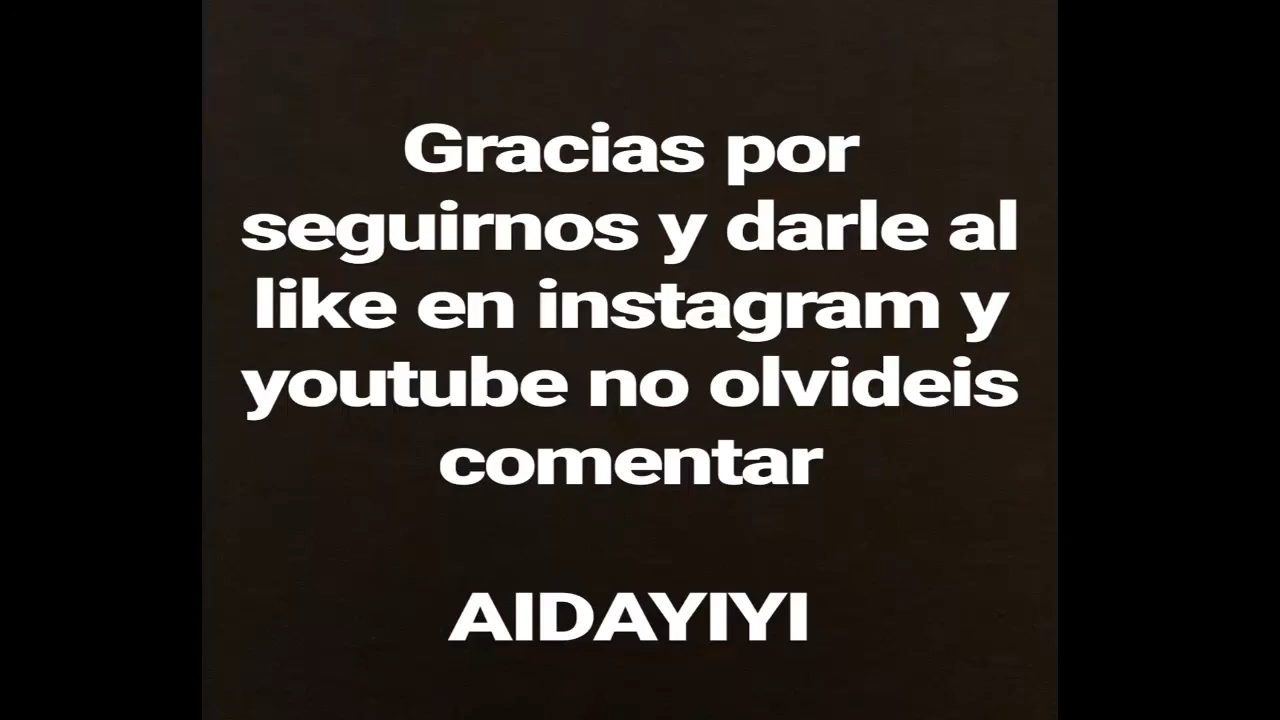 Gracias por
seguirnos y darle al
like en instagram y
youtube no olvideis
comentar
AIDAYIYI